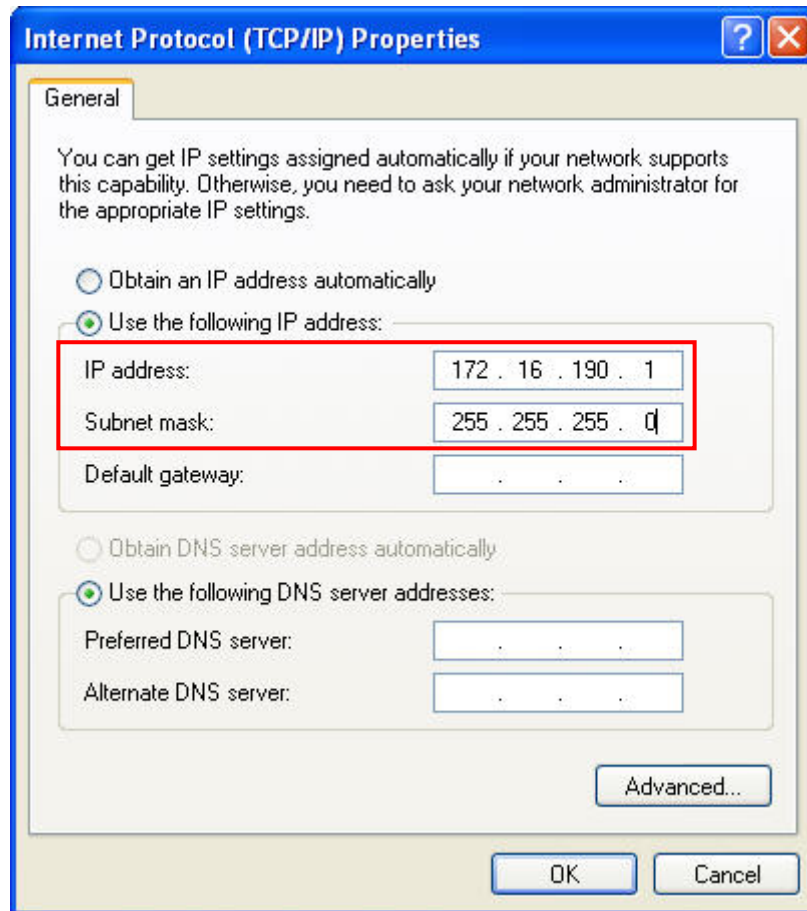 Internet Protocol (TCP/IP) Properties
?
General
You can get IP settings assigned automatically if your network supports
this capability. Otherwise, you need to ask your network administrator for
the appropriate IP settings.
Obtain an IP address automatically
Use the following IP address:
IP address: 172 . 16 . 190 . 1
Subnet mask: 255 . 255 . 255 . 0
Default gateway: . . .
Obtain DNS server address automatically
Use the following DNS server addresses:
Preferred DNS server: . . .
Alternate DNS server: . . .
Advanced...
OK Cancel